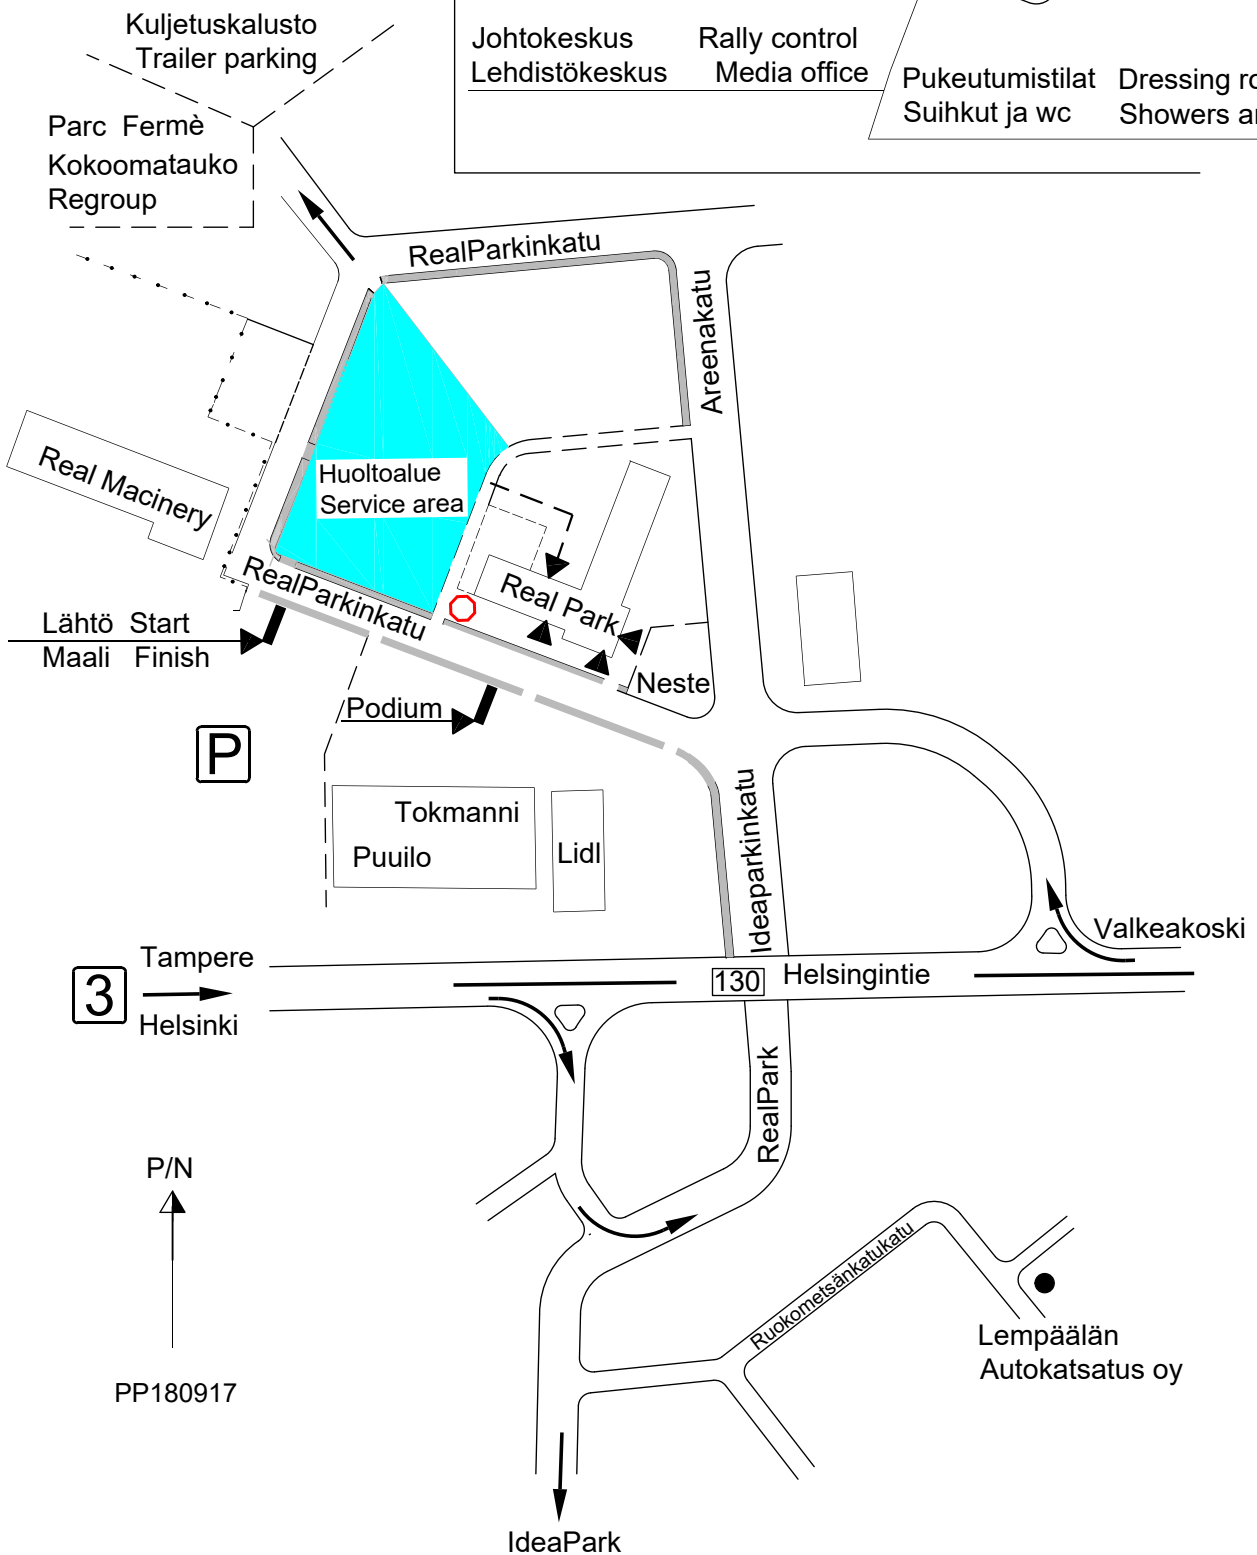 Kuljetuskalusto
Trailer parking
Johtokeskus Rally control
Lehdistökeskus Media office
Pukeutumistilat Dressing
Suihkut ja wc Showers
Parc Fermè
Kokoomatauko
Regroup
RealParkinkatu
Areenakatu
Real Macinery
Huoltoalue
Service area
RealParkinkatu
Real Park
Lähtö Start
Maali Finish
Neste
Podium
P
Tokmanni
Puuilo
Lidl
Ideaparkinkatu
Valkeakoski
Tampere
3
Helsinki
130 Helsingintie
RealPark
P/N
PP180917
Ruokometsänkatukatu
Lempäälän
Autokatsatus oy
IdeaPark